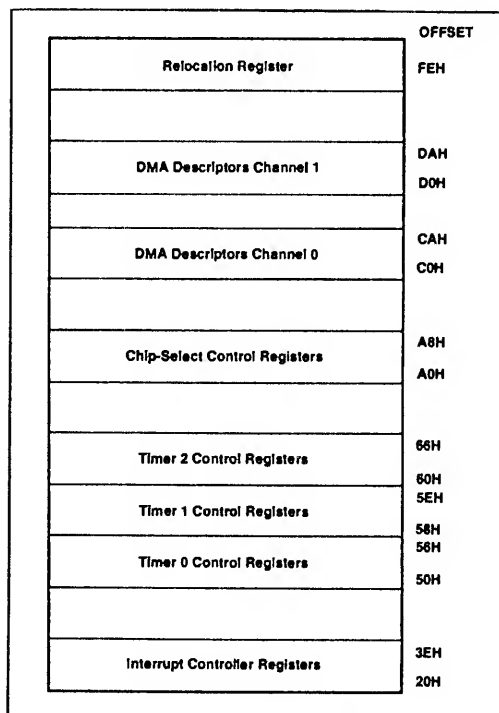 OFFSET
Relocation Register FEH
DAH
DMA Descriptors Channel 1
D0H
CAH
DMA Descriptors Channel 0
C0H
A8H
Chip-Select Control Registers
A0H
66H
Timer 2 Control Registers
60H
5EH
Timer 1 Control Registers
58H
56H
Timer 0 Control Registers
50H
3EH
Interrupt Controller Registers
20H